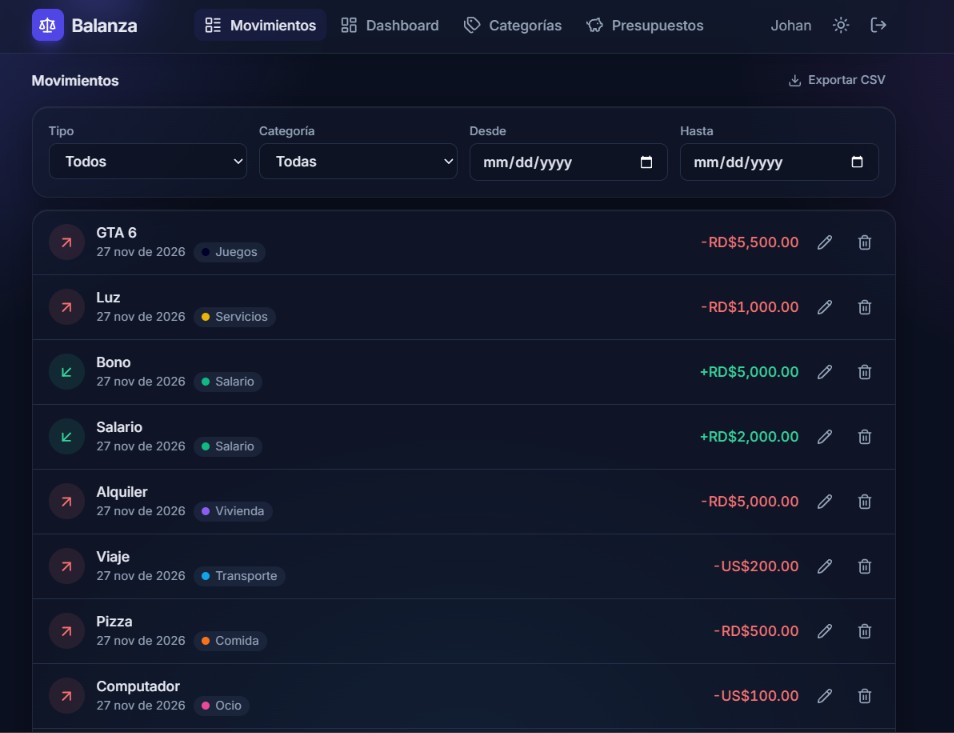 Balanza Movimientos Dashboard Categorías Presupuestos Johan
Movimientos Exportar CSV
Tipo Categoría Desde Hasta
Todos Todas mm/dd/yyyy mm/dd/yyyy
GTA 6
27 nov de 2026 Juegos -RD$5,500.00
Luz
27 nov de 2026 Servicios -RD$1,000.00
Bono
27 nov de 2026 Salario +RD$5,000.00
Salario
27 nov de 2026 Salario +RD$2,000.00
Alquiler
27 nov de 2026 Vivienda -RD$5,000.00
Viaje
27 nov de 2026 Transporte -US$200.00
Pizza
27 nov de 2026 Comida -RD$500.00
Computador
27 nov de 2026 Ocio -US$100.00